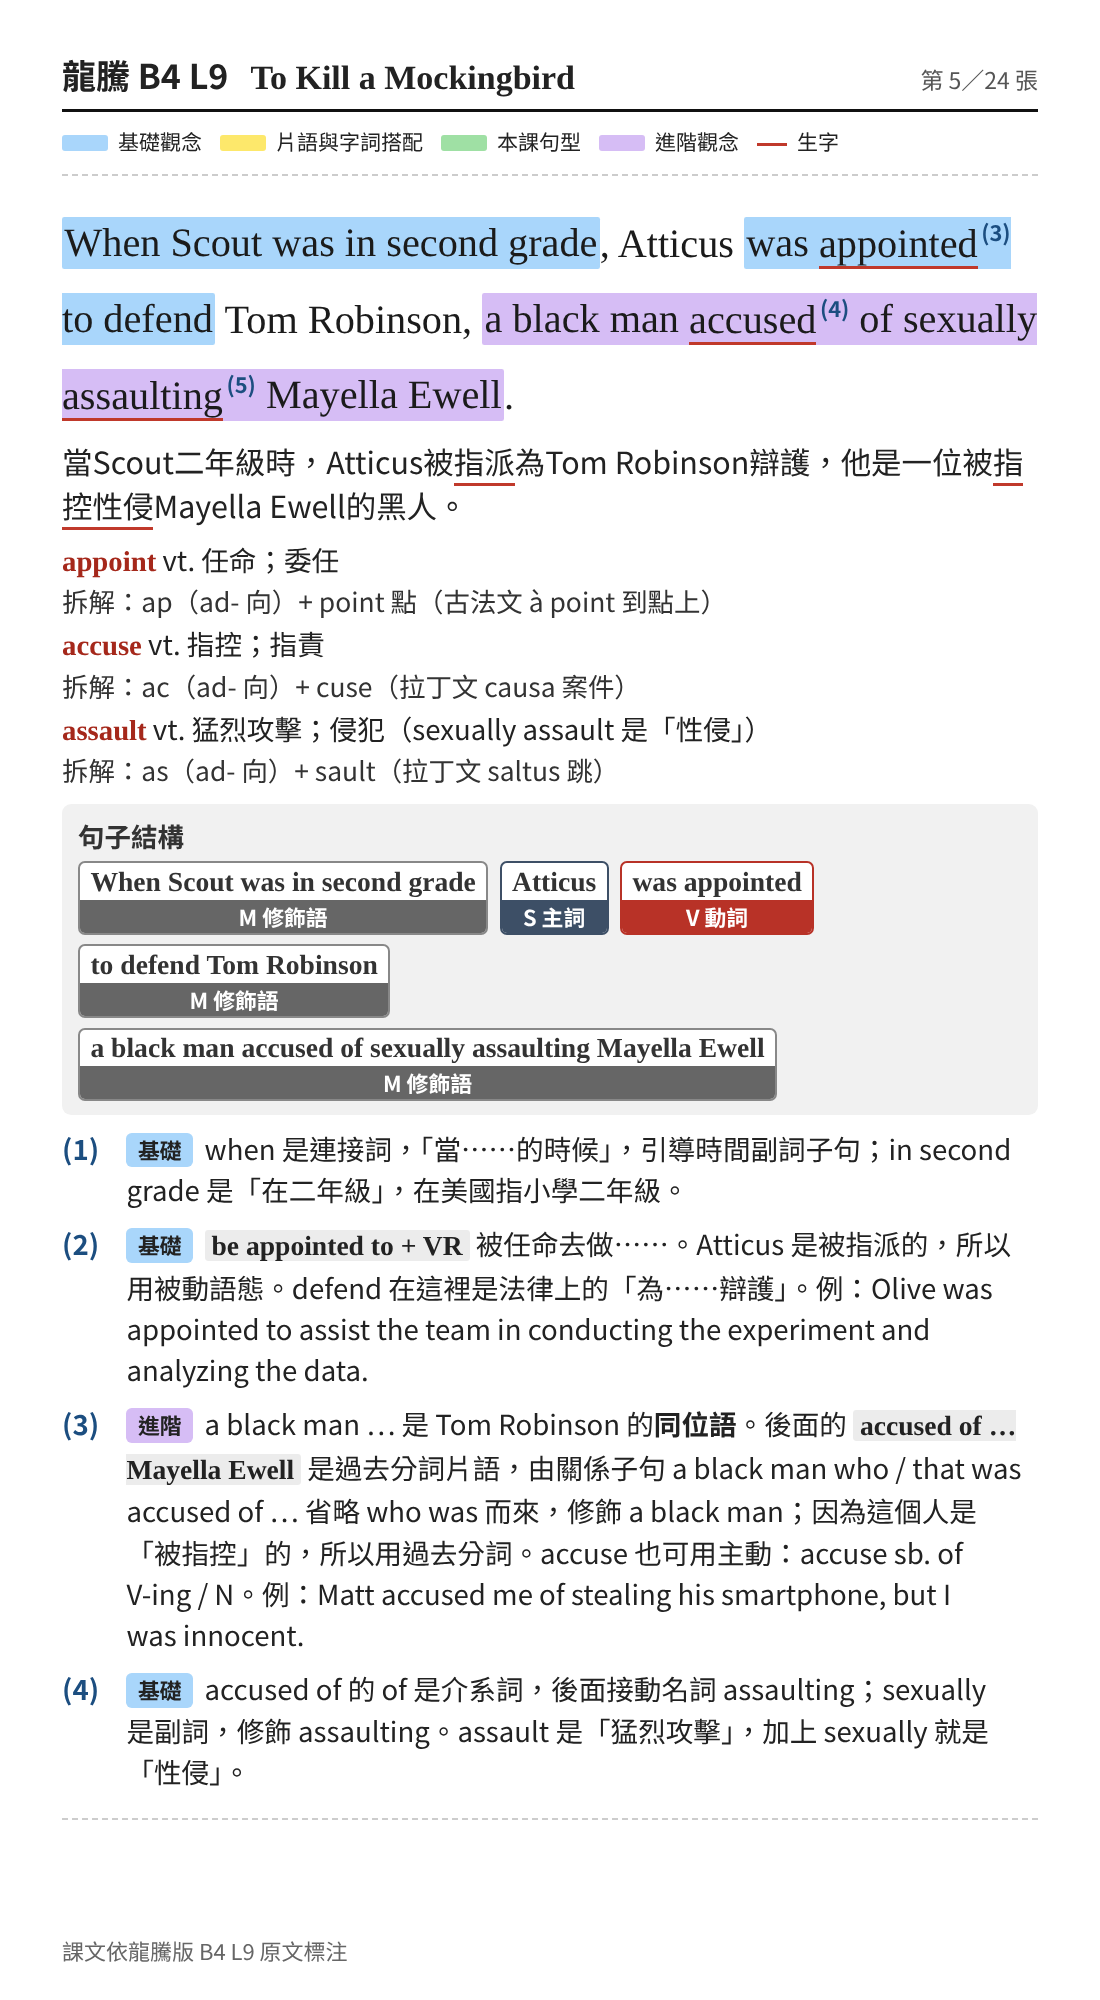 龍騰 B4 L9 To Kill a Mockingbird 第 5／24 張
基礎觀念 片語與字詞搭配 本課句型 進階觀念 生字
When Scout was in second grade, Atticus was appointed(3)
to defend Tom Robinson, a black man accused(4) of sexually
assaulting(5) Mayella Ewell.
當Scout二年級時，Atticus被指派為Tom Robinson辯護，他是一位被指
控性侵Mayella Ewell的黑人。
appoint vt. 任命；委任
拆解：ap（ad- 向）+ point 點（古法文 à point 到點上）
accuse vt. 指控；指責
拆解：ac（ad- 向）+ cuse（拉丁文 causa 案件）
assault vt. 猛烈攻擊；侵犯（sexually assault 是「性侵」）
拆解：as（ad- 向）+ sault（拉丁文 saltus 跳）
句子結構
When Scout was in second grade Atticus was appointed
M 修飾語 S 主詞 V 動詞
to defend Tom Robinson
M 修飾語
a black man accused of sexually assaulting Mayella Ewell
M 修飾語
(1) 基礎 when 是連接詞，「當……的時候」，引導時間副詞子句；in second
grade 是「在二年級」，在美國指小學二年級。
(2) 基礎 be appointed to + VR 被任命去做……。Atticus 是被指派的，所以
用被動語態。defend 在這裡是法律上的「為……辯護」。例：Olive was
appointed to assist the team in conducting the experiment and
analyzing the data.
(3) 進階 a black man … 是 Tom Robinson 的同位語。後面的 accused of …
Mayella Ewell 是過去分詞片語，由關係子句 a black man who / that was
accused of … 省略 who was 而來，修飾 a black man；因為這個人是
「被指控」的，所以用過去分詞。accuse 也可用主動：accuse sb. of
V-ing / N。例：Matt accused me of stealing his smartphone, but I
was innocent.
(4) 基礎 accused of 的 of 是介系詞，後面接動名詞 assaulting；sexually
是副詞，修飾 assaulting。assault 是「猛烈攻擊」，加上 sexually 就是
「性侵」。
課文依龍騰版 B4 L9 原文標注